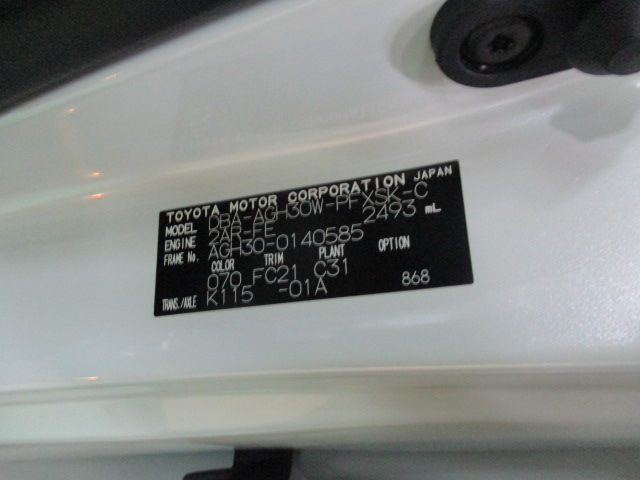 TOYOTA MOTOR CORPORATION JAPAN
MODEL DBA-AGH30W-PFXSK-C
ENGINE 2AR-FE 2493 mL
FRAME No. AGH30-0140585
COLOR TRIM PLANT OPTION
070 FC21 C31
TRANS./AXLE K115 -01A 868